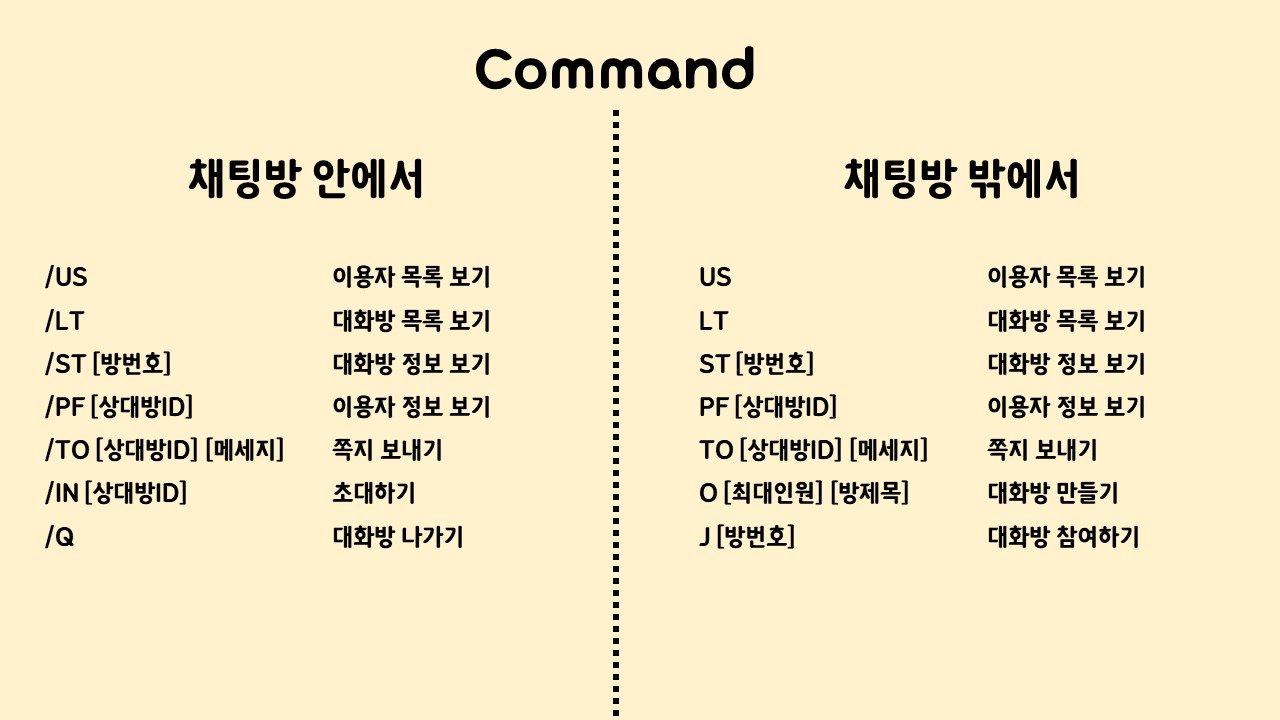 Command
채팅방 안에서
/US 이용자 목록 보기
/LT 대화방 목록 보기
/ST [방번호] 대화방 정보 보기
/PF [상대방ID] 이용자 정보 보기
/TO [상대방ID] [메세지] 쪽지 보내기
/IN [상대방ID] 초대하기
/Q 대화방 나가기
채팅방 밖에서
US 이용자 목록 보기
LT 대화방 목록 보기
ST [방번호] 대화방 정보 보기
PF [상대방ID] 이용자 정보 보기
TO [상대방ID] [메세지] 쪽지 보내기
O [최대인원] [방제목] 대화방 만들기
J [방번호] 대화방 참여하기